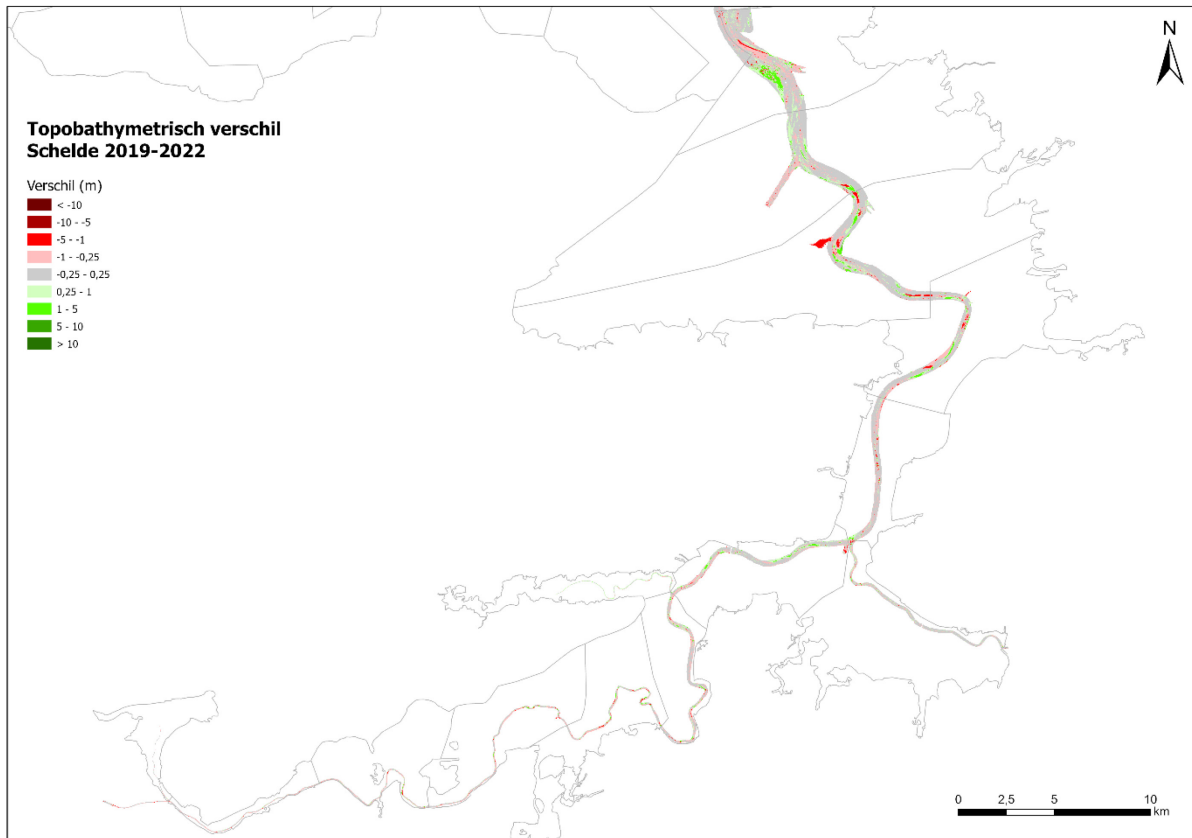 N
Topobathymetrisch verschil
Schelde 2019-2022
Verschil (m)
< -10
-10 - -5
-5 - -1
-1 - -0,25
-0,25 - 0,25
0,25 - 1
1 - 5
5 - 10
> 10
0 2,5 5 10
km